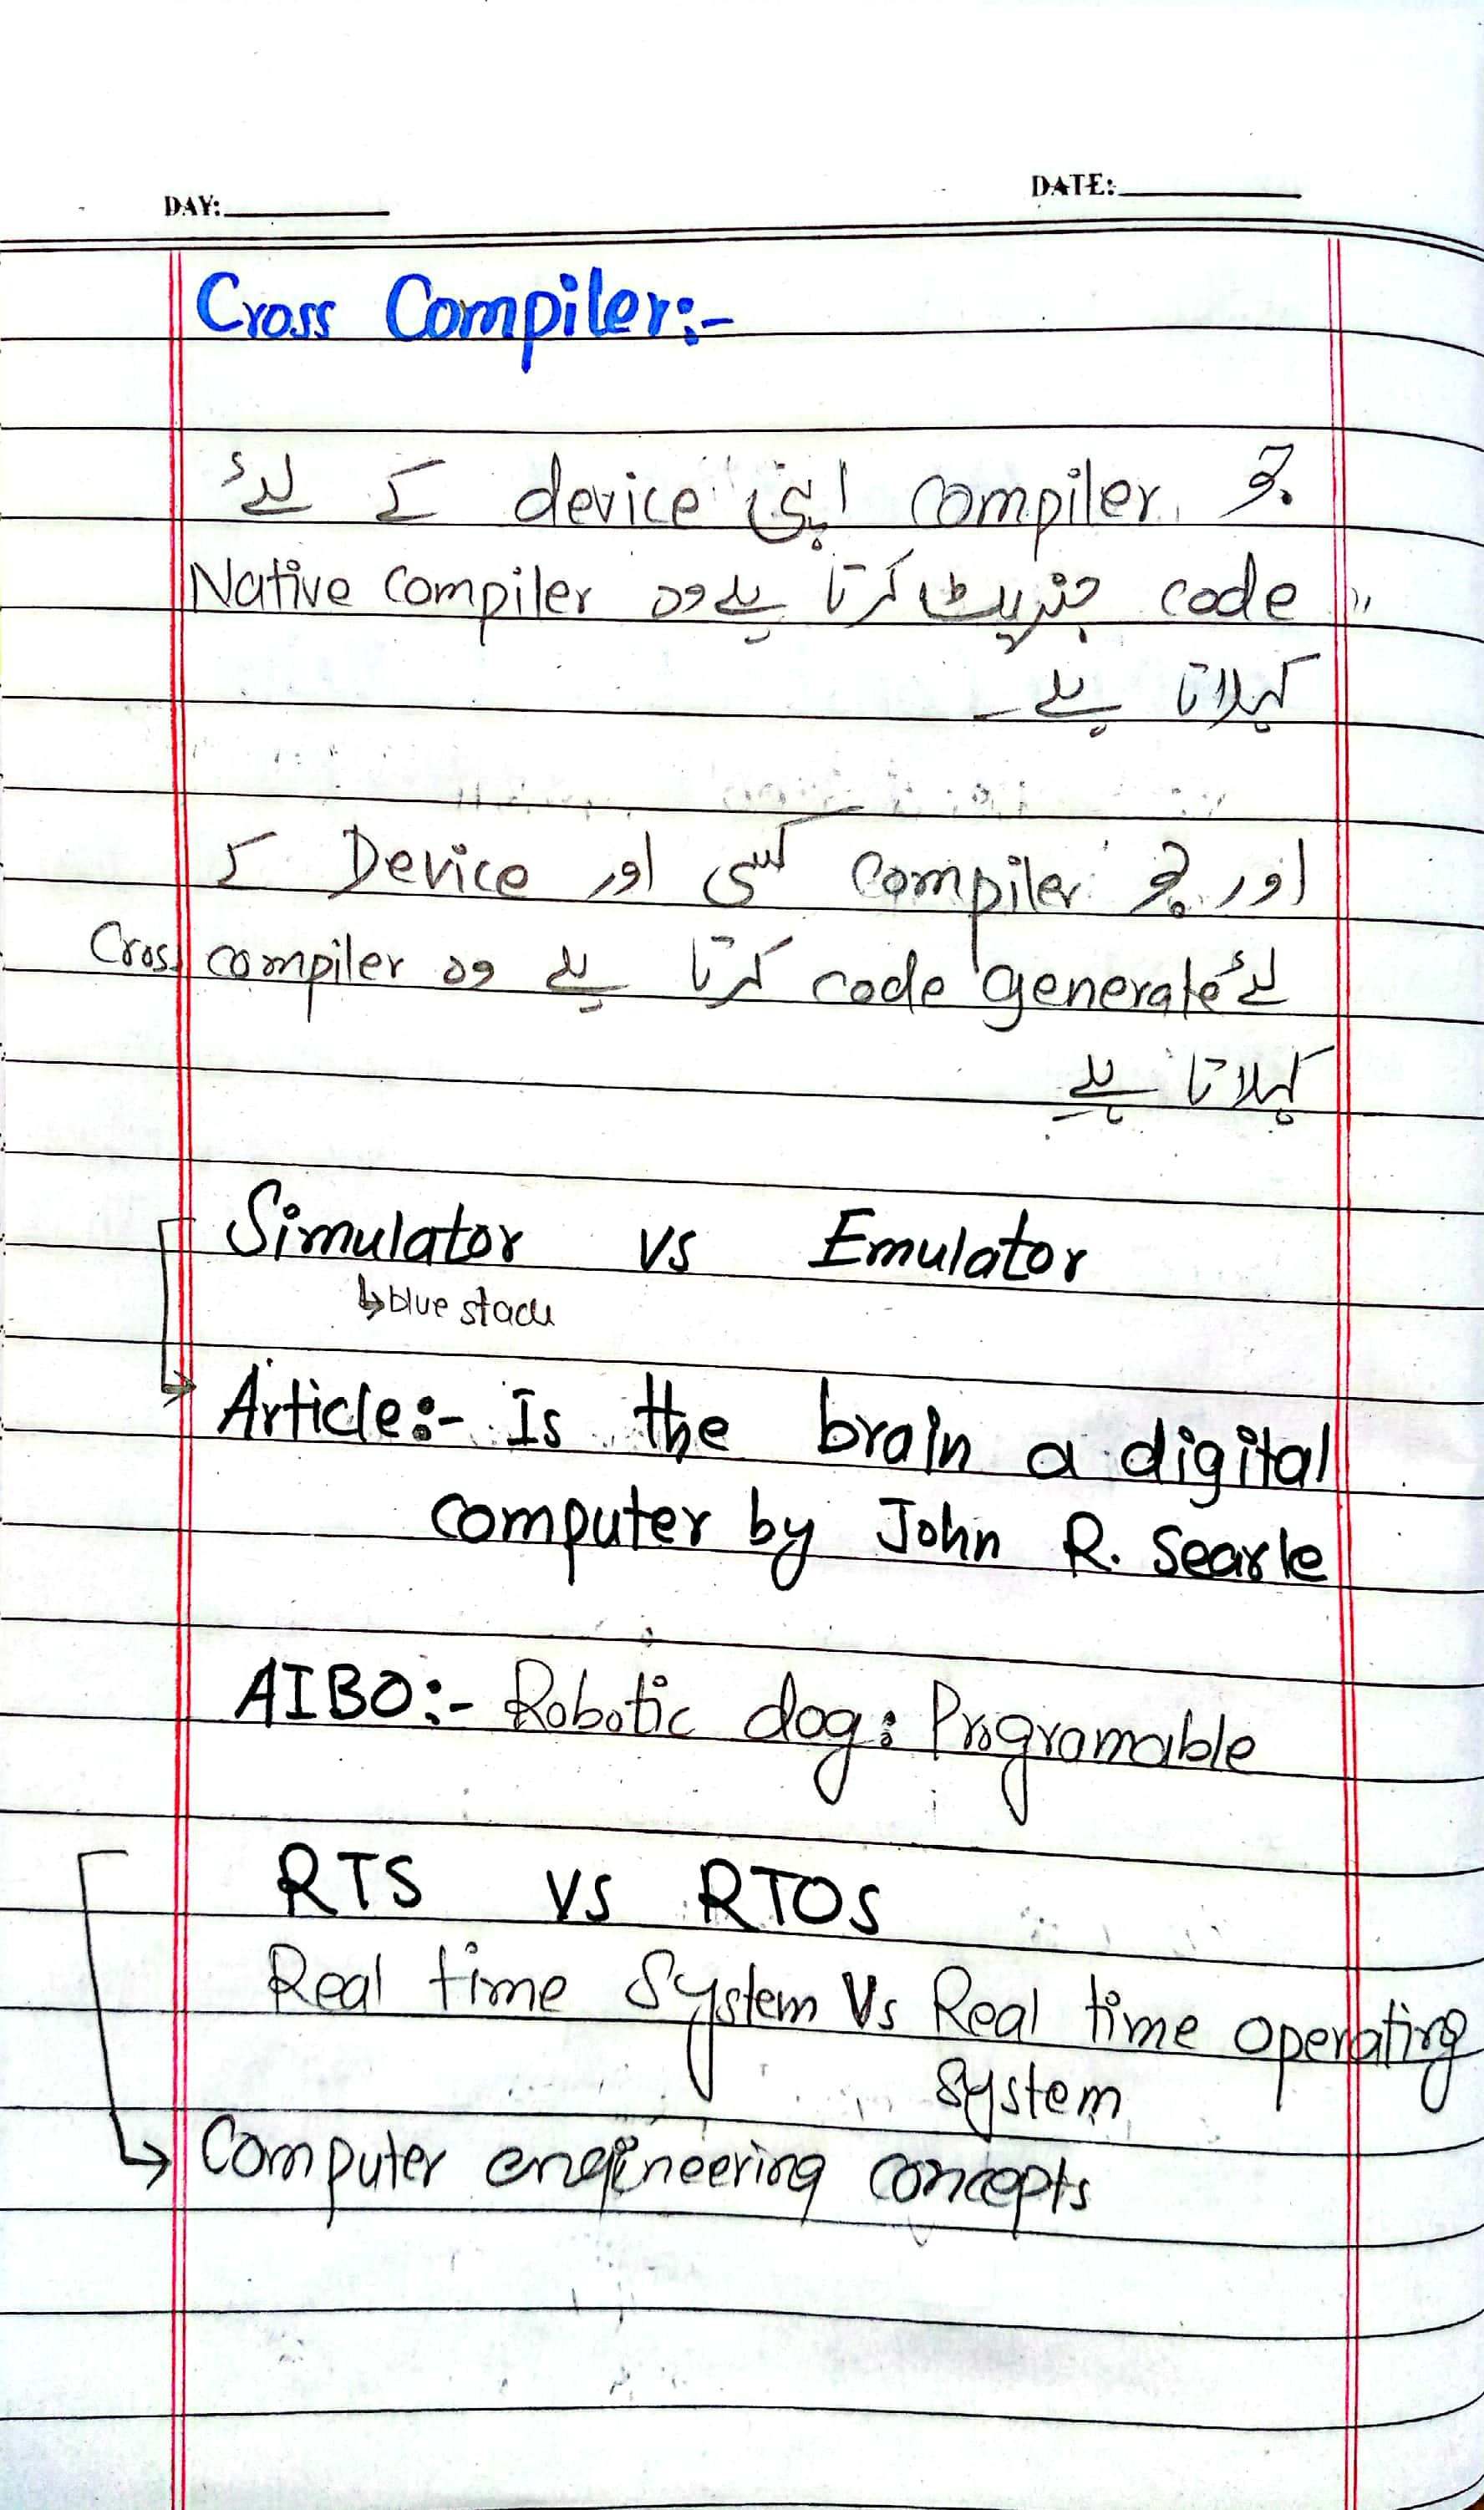 DAY:
DATE:
Cross Compiler:-
جو compiler اپنی device کے لئے
code جنریٹ کرتا ہے وہ Native Compiler
کہلاتا ہے۔
اور جو Compiler کسی اور Device کے
لئے code generate کرتا ہے وہ Cross compiler
کہلاتا ہے
Simulator vs Emulator
↳ blue stack
Article:- Is the brain a digital
computer by John R. Searle
AIBO:- Robotic dog: Programable
RTS vs RTOS
Real time System Vs Real time operating
System
→ Computer engineering concepts